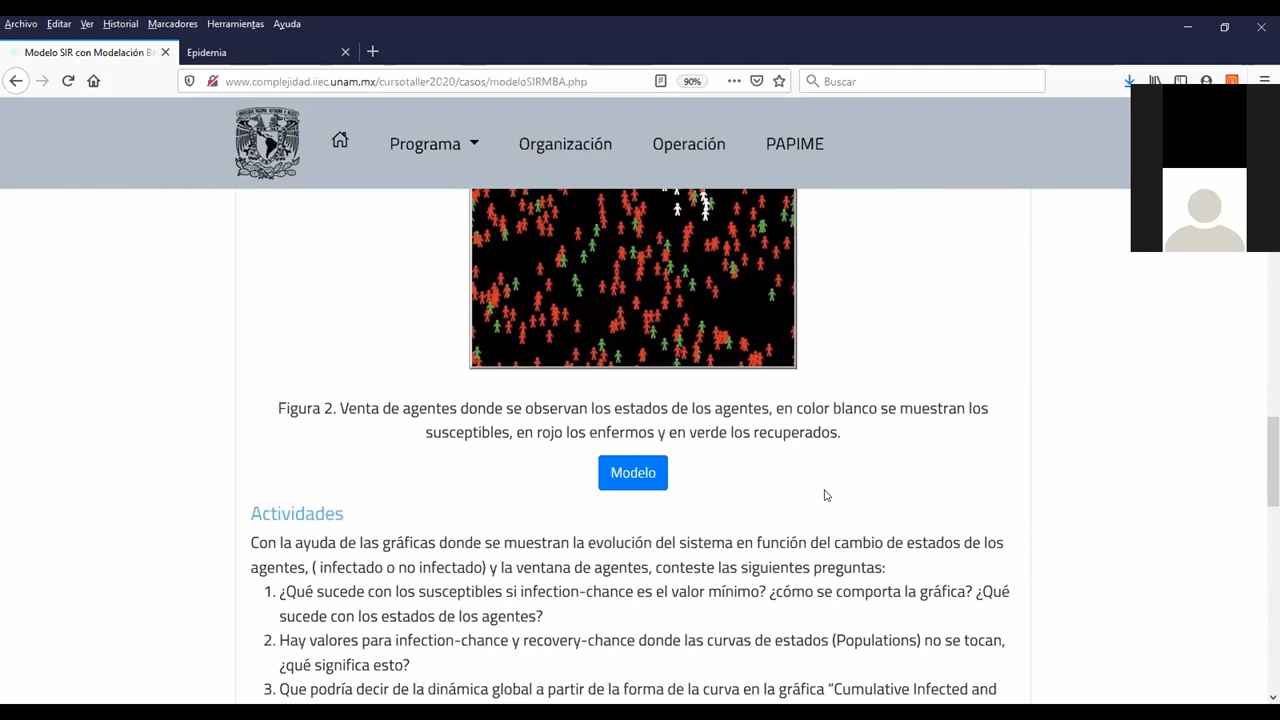 Archivo Editar Ver Historial Marcadores Herramientas Ayuda
Modelo SIR con Modelación Ba
Epidemia
www.complejidad.iiec.unam.mx/cursotaller2020/casos/modeloSIRMBA.php
90%
Buscar
Programa
Organización
Operación
PAPIME
Figura 2. Venta de agentes donde se observan los estados de los agentes, en color blanco se muestran los
susceptibles, en rojo los enfermos y en verde los recuperados.
Modelo
Actividades
Con la ayuda de las gráficas donde se muestran la evolución del sistema en función del cambio de estados de los
agentes, ( infectado o no infectado) y la ventana de agentes, conteste las siguientes preguntas:
1. ¿Qué sucede con los susceptibles si infection-chance es el valor mínimo? ¿cómo se comporta la gráfica? ¿Qué
sucede con los estados de los agentes?
2. Hay valores para infection-chance y recovery-chance donde las curvas de estados (Populations) no se tocan,
¿qué significa esto?
3. Que podría decir de la dinámica global a partir de la forma de la curva en la gráfica “Cumulative Infected and